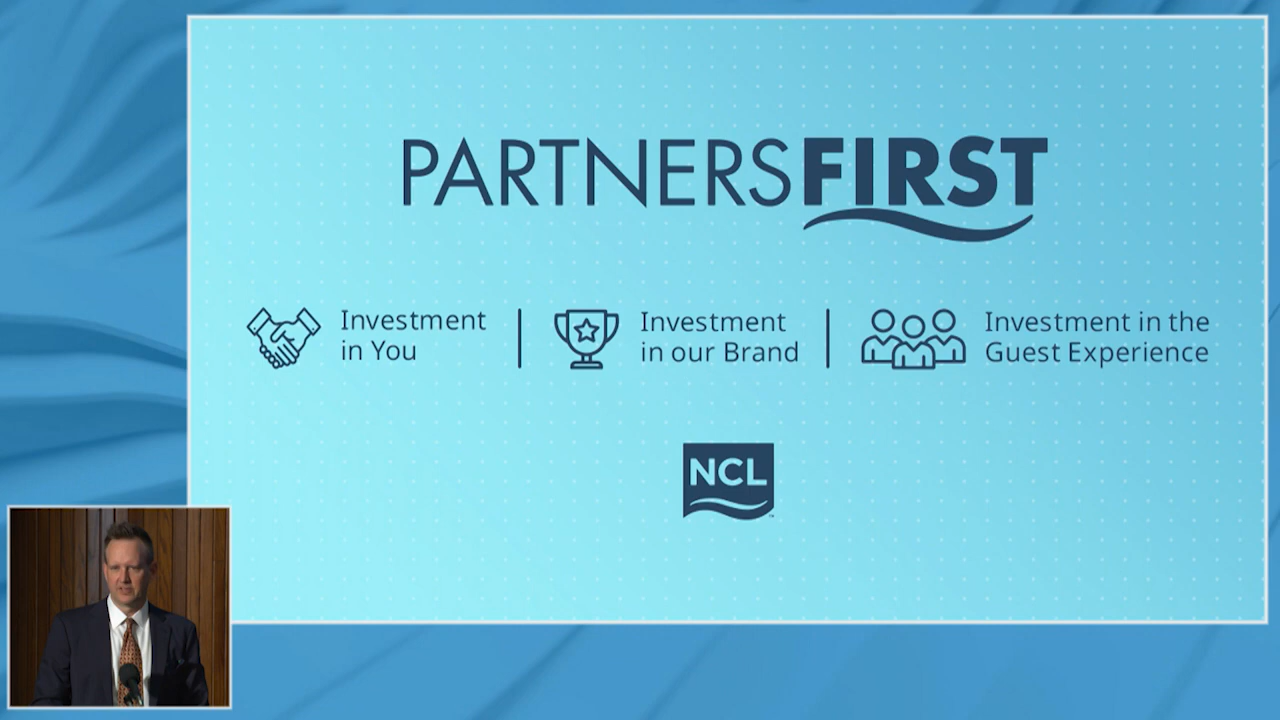 PARTNERSFIRST
Investment
in You
Investment
in our Brand
Investment in the
Guest Experience
NCL